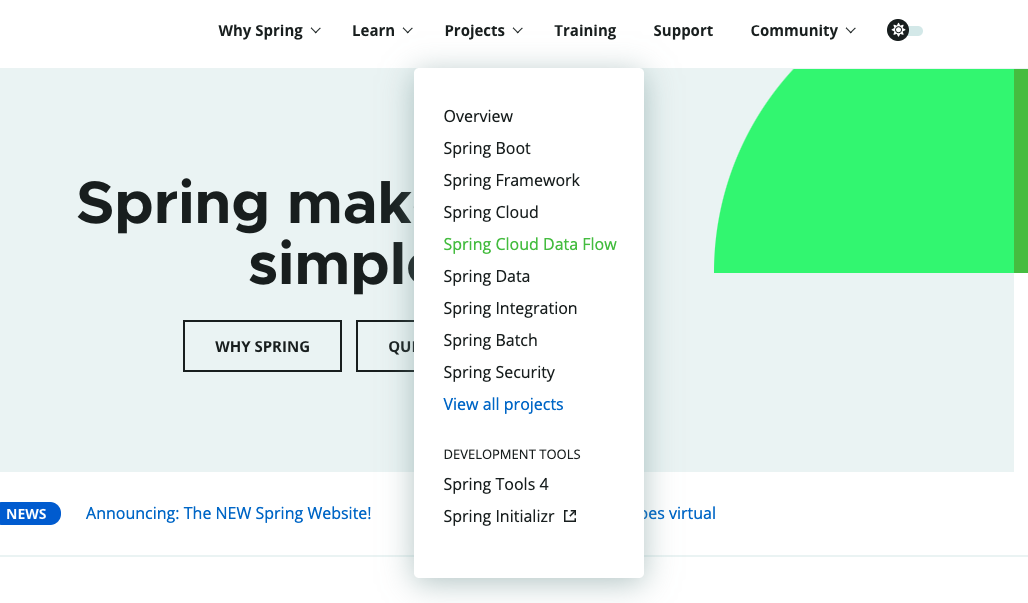 Why Spring
Learn
Projects
Training
Support
Community
Overview
Spring Boot
Spring Framework
Spring Cloud
Spring Cloud Data Flow
Spring Data
Spring Integration
Spring Batch
Spring Security
View all projects
DEVELOPMENT TOOLS
Spring Tools 4
Spring Initializr
Spring mak
simple
WHY SPRING
QUI
NEWS
Announcing: The NEW Spring Website!
oes virtual